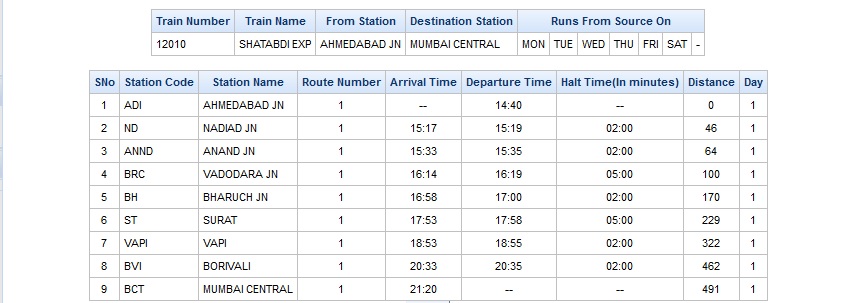 Train Number Train Name From Station Destination Station Runs From Source On
12010 SHATABDI EXP AHMEDABAD JN MUMBAI CENTRAL MON TUE WED THU FRI SAT -
SNo Station Code Station Name Route Number Arrival Time Departure Time Halt Time(In minutes) Distance Day
1 ADI AHMEDABAD JN 1 -- 14:40 -- 0 1
2 ND NADIAD JN 1 15:17 15:19 02:00 46 1
3 ANND ANAND JN 1 15:33 15:35 02:00 64 1
4 BRC VADODARA JN 1 16:14 16:19 05:00 100 1
5 BH BHARUCH JN 1 16:58 17:00 02:00 170 1
6 ST SURAT 1 17:53 17:58 05:00 229 1
7 VAPI VAPI 1 18:53 18:55 02:00 322 1
8 BVI BORIVALI 1 20:33 20:35 02:00 462 1
9 BCT MUMBAI CENTRAL 1 21:20 -- -- 491 1